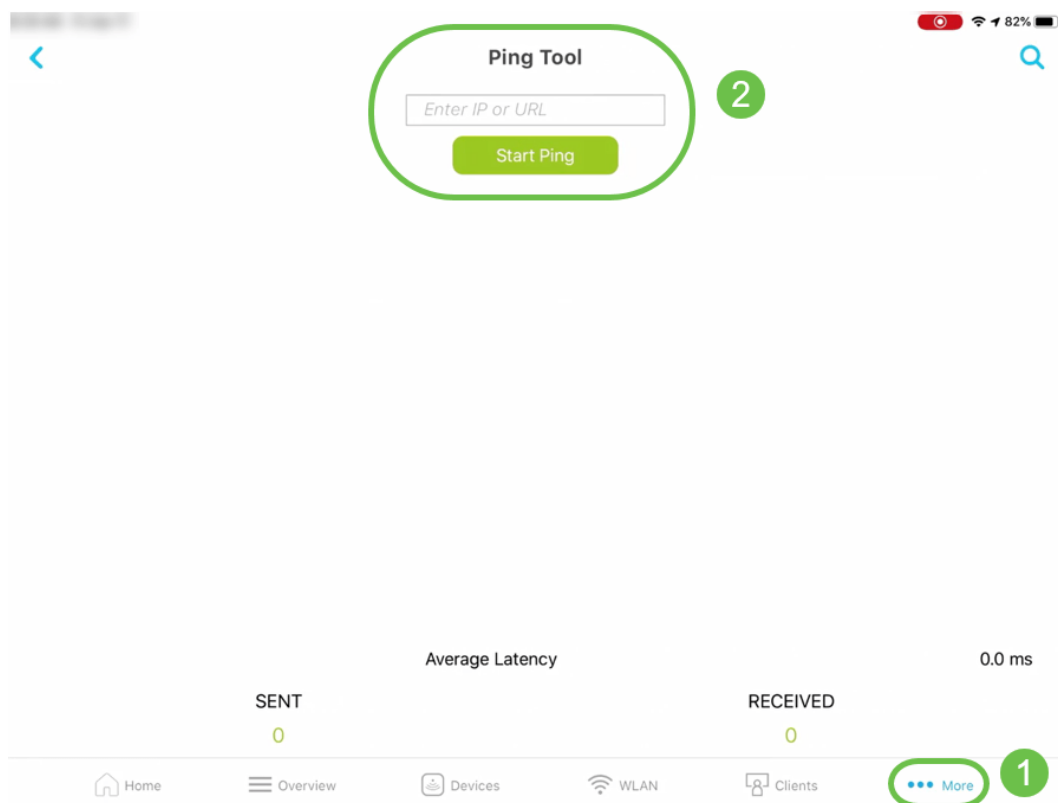 82%
Ping Tool
2
Enter IP or URL
Start Ping
Average Latency 0.0 ms
SENT RECEIVED
0 0
Home Overview Devices WLAN Clients More 1